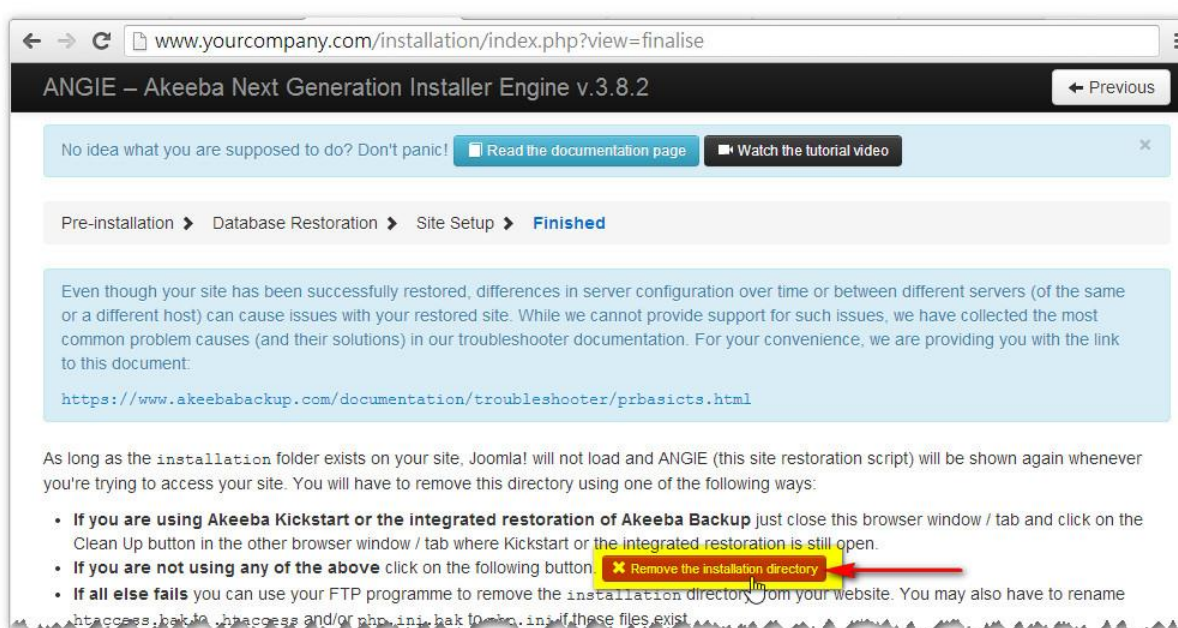 www.yourcompany.com/installation/index.php?view=finalise
ANGIE – Akeeba Next Generation Installer Engine v.3.8.2
Previous
No idea what you are supposed to do? Don't panic! Read the documentation page Watch the tutorial video ×
Pre-installation > Database Restoration > Site Setup > Finished
Even though your site has been successfully restored, differences in server configuration over time or between different servers (of the same
or a different host) can cause issues with your restored site. While we cannot provide support for such issues, we have collected the most
common problem causes (and their solutions) in our troubleshooter documentation. For your convenience, we are providing you with the link
to this document:
https://www.akeebabackup.com/documentation/troubleshooter/prbasicts.html
As long as the installation folder exists on your site, Joomla! will not load and ANGIE (this site restoration script) will be shown again whenever
you're trying to access your site. You will have to remove this directory using one of the following ways:
• If you are using Akeeba Kickstart or the integrated restoration of Akeeba Backup just close this browser window / tab and click on the
Clean Up button in the other browser window / tab where Kickstart or the integrated restoration is still open.
• If you are not using any of the above click on the following button. Remove the installation directory
• If all else fails you can use your FTP programme to remove the installation directory from your website. You may also have to rename
htaccess.bak to .htaccess and/or php.ini.bak to php.ini if these files exist